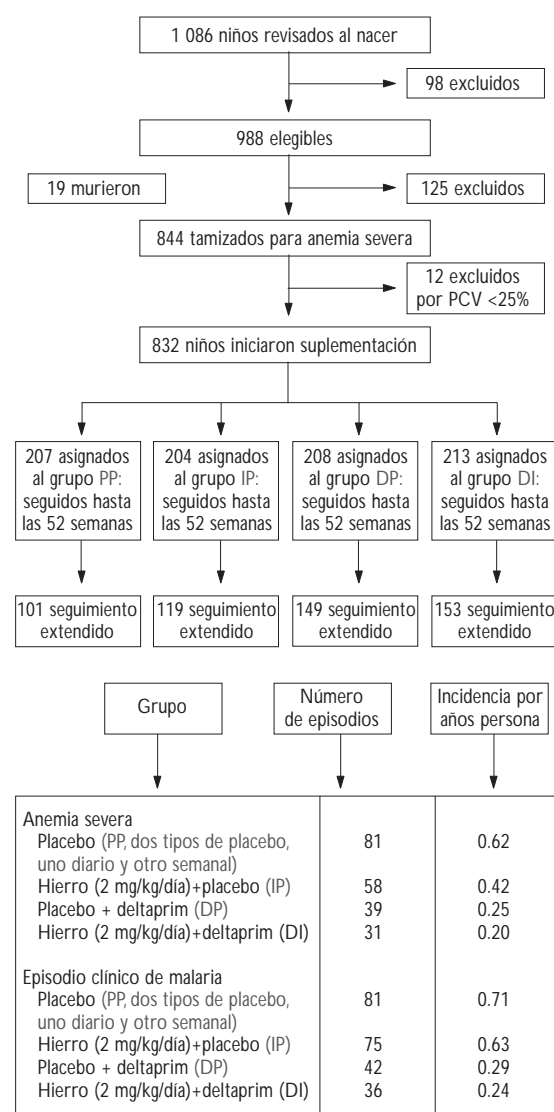 1 086 niños revisados al nacer
98 excluidos
988 elegibles
19 murieron
125 excluidos
844 tamizados para anemia severa
12 excluidos
por PCV <25%
832 niños iniciaron suplementación
207 asignados
al grupo PP:
seguidos hasta
las 52 semanas
204 asignados
al grupo IP:
seguidos hasta
las 52 semanas
208 asignados
al grupo DP:
seguidos hasta
las 52 semanas
213 asignados
al grupo DI:
seguidos hasta
las 52 semanas
101 seguimiento
extendido
119 seguimiento
extendido
149 seguimiento
extendido
153 seguimiento
extendido
Grupo
Número
de episodios
Incidencia por
años persona
Anemia severa
Placebo (PP, dos tipos de placebo, 81 0.62
uno diario y otro semanal)
Hierro (2 mg/kg/día)+placebo (IP) 58 0.42
Placebo + deltaprim (DP) 39 0.25
Hierro (2 mg/kg/día)+deltaprim (DI) 31 0.20
Episodio clínico de malaria
Placebo (PP, dos tipos de placebo, 81 0.71
uno diario y otro semanal)
Hierro (2 mg/kg/día)+placebo (IP) 75 0.63
Placebo + deltaprim (DP) 42 0.29
Hierro (2 mg/kg/día)+deltaprim (DI) 36 0.24